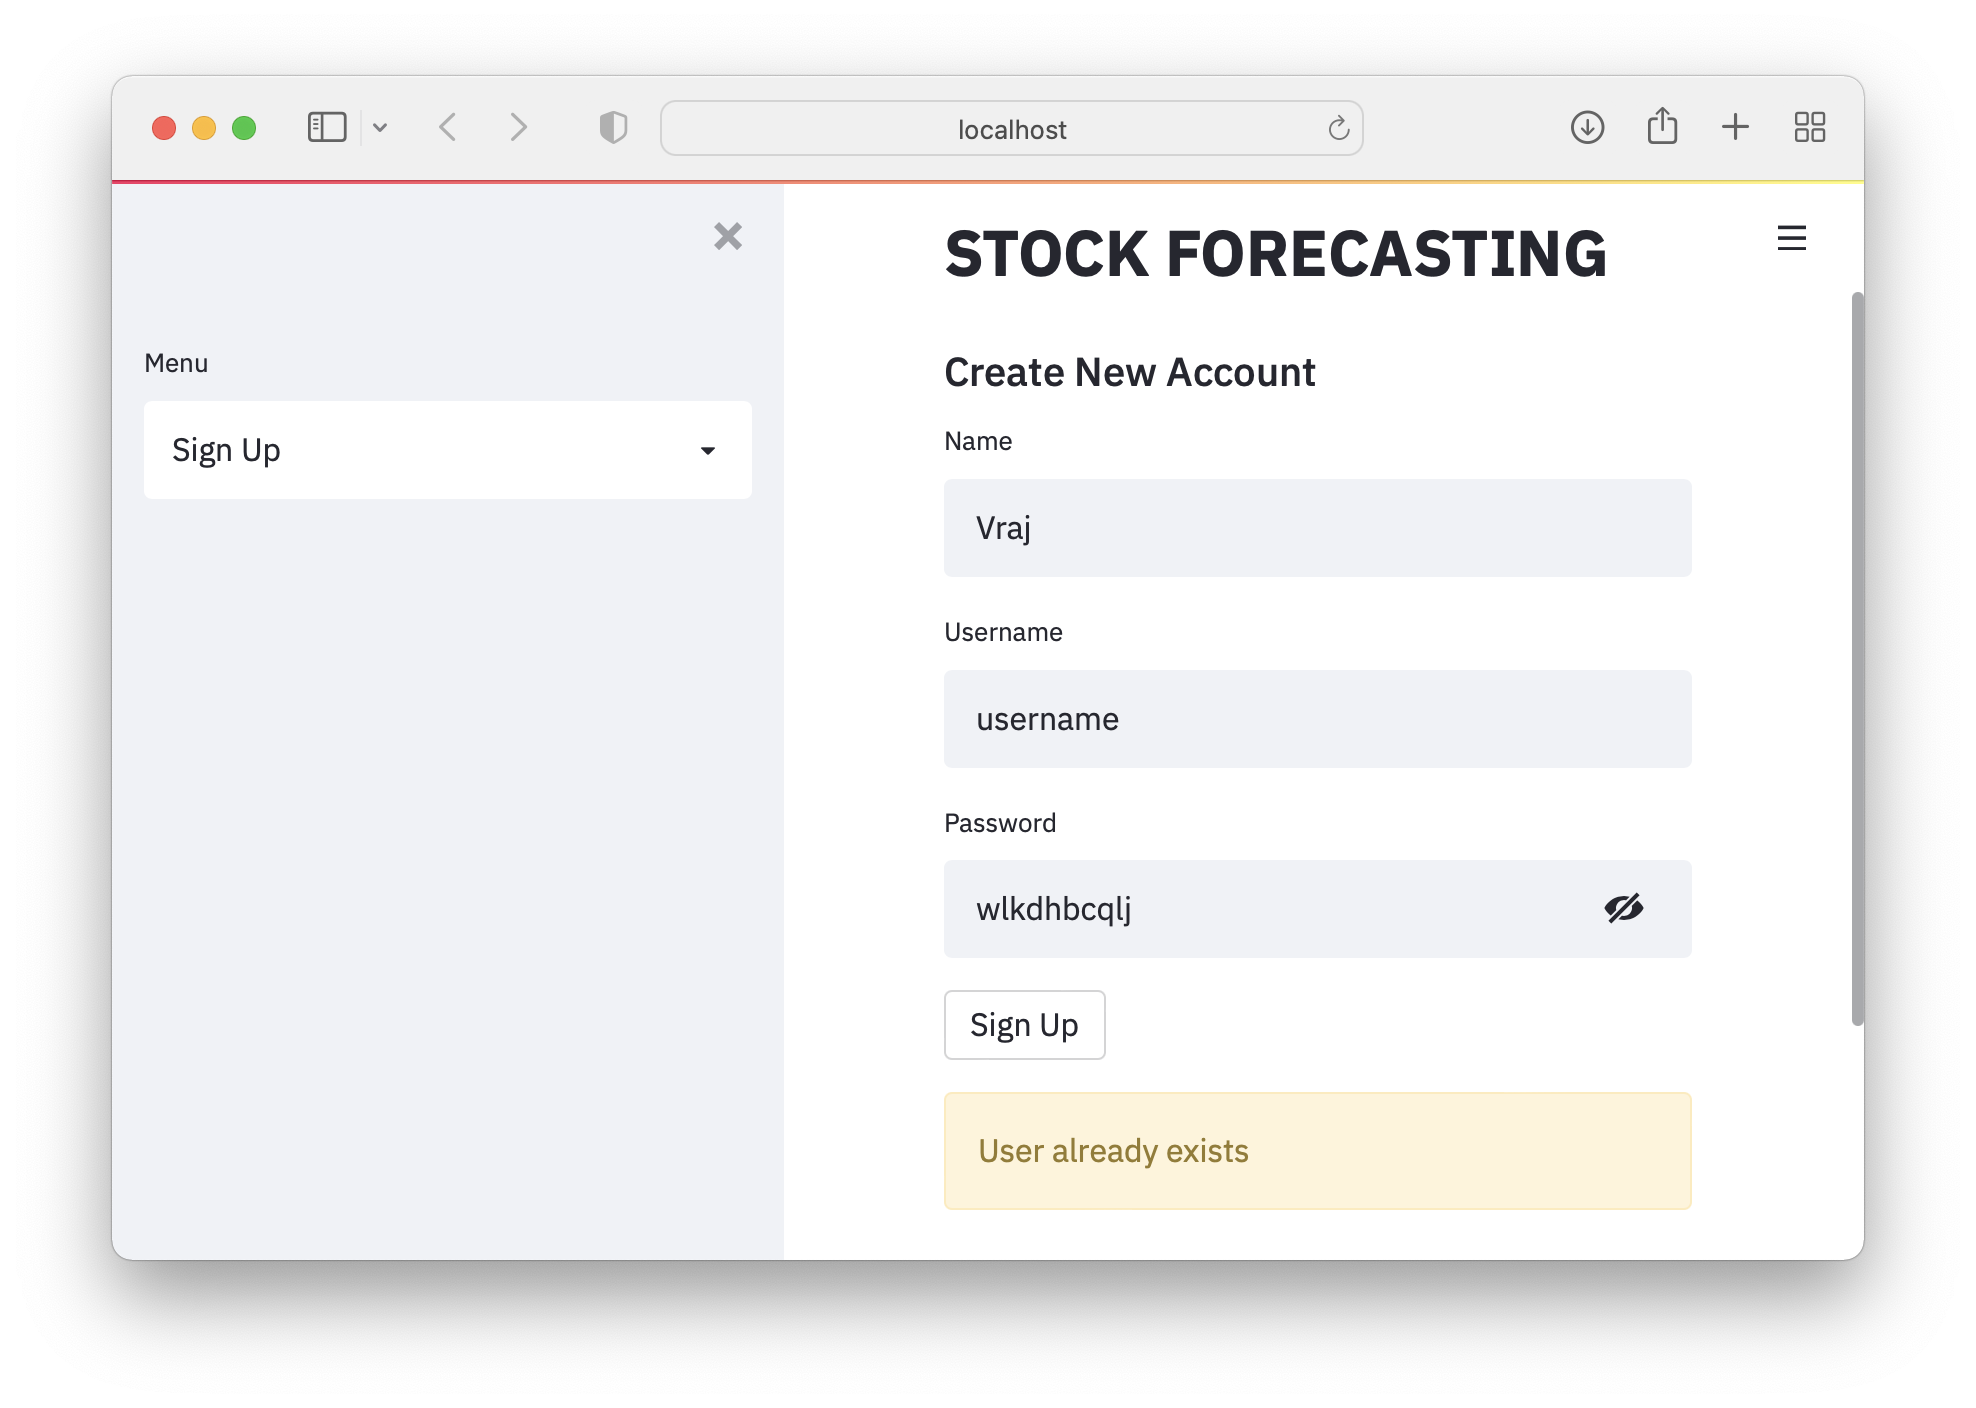 localhost
Menu
Sign Up
STOCK FORECASTING
Create New Account
Name
Vraj
Username
username
Password
wlkdhbcqlj
Sign Up
User already exists